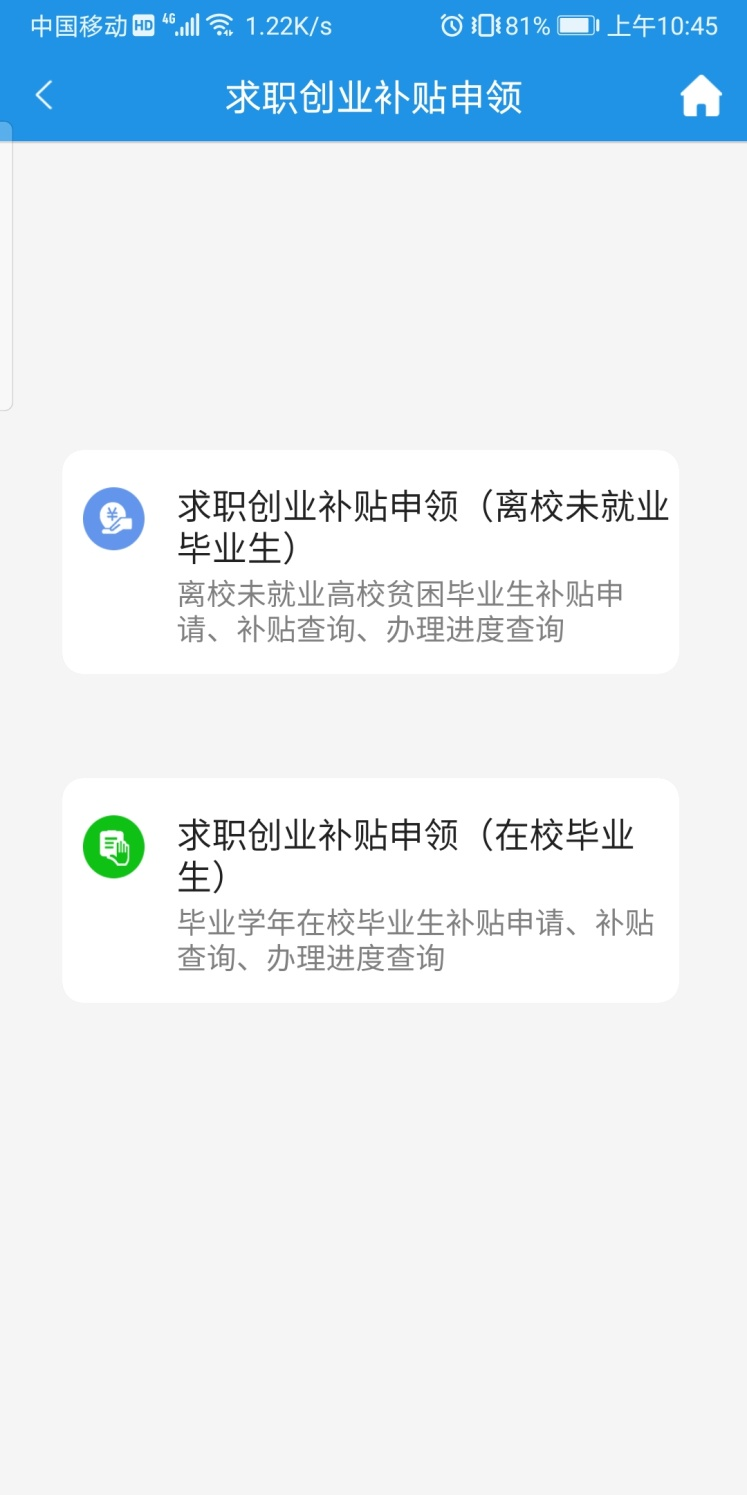 中国移动 HD 4G 1.22K/s 81% 上午10:45
求职创业补贴申领
¥
求职创业补贴申领（离校未就业
毕业生）
离校未就业高校贫困毕业生补贴申
请、补贴查询、办理进度查询
求职创业补贴申领（在校毕业
生）
毕业学年在校毕业生补贴申请、补贴
查询、办理进度查询